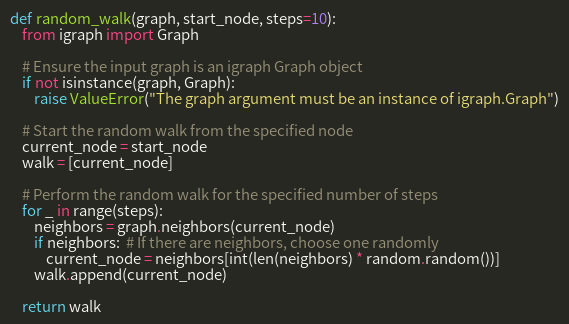 def random_walk(graph, start_node, steps=10):
    from igraph import Graph

    # Ensure the input graph is an igraph Graph object
    if not isinstance(graph, Graph):
        raise ValueError("The graph argument must be an instance of igraph.Graph")

    # Start the random walk from the specified node
    current_node = start_node
    walk = [current_node]

    # Perform the random walk for the specified number of steps
    for _ in range(steps):
        neighbors = graph.neighbors(current_node)
        if neighbors:  # If there are neighbors, choose one randomly
            current_node = neighbors[int(len(neighbors) * random.random())]
        walk.append(current_node)

    return walk